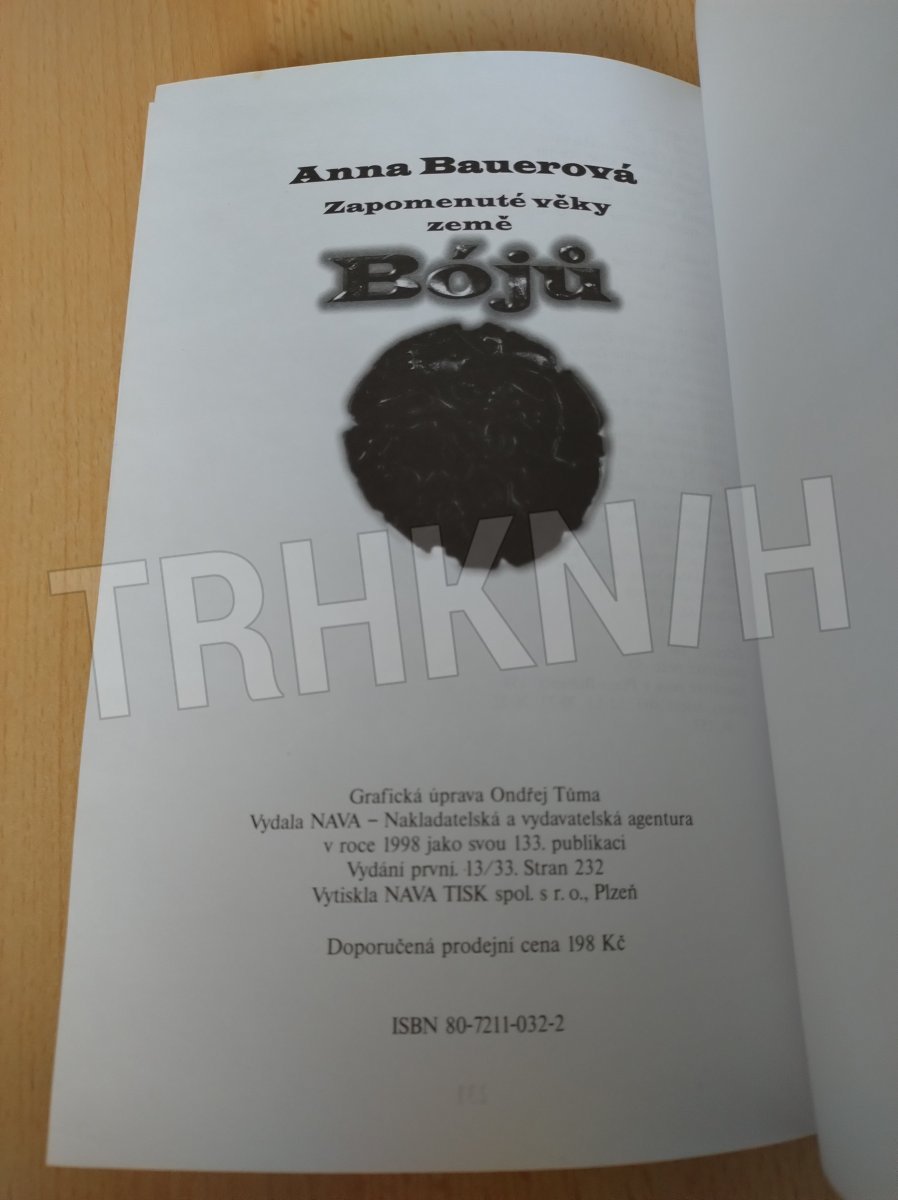 Anna Bauerová
Zapomenuté věky
země
Bójů
TRHKNIH
Grafická úprava Ondřej Tůma
Vydala NAVA – Nakladatelská a vydavatelská agentura
v roce 1998 jako svou 133. publikaci
Vydání první. 13/33. Stran 232
Vytiskla NAVA TISK spol. s r. o., Plzeň
Doporučená prodejní cena 198 Kč
ISBN 80-7211-032-2